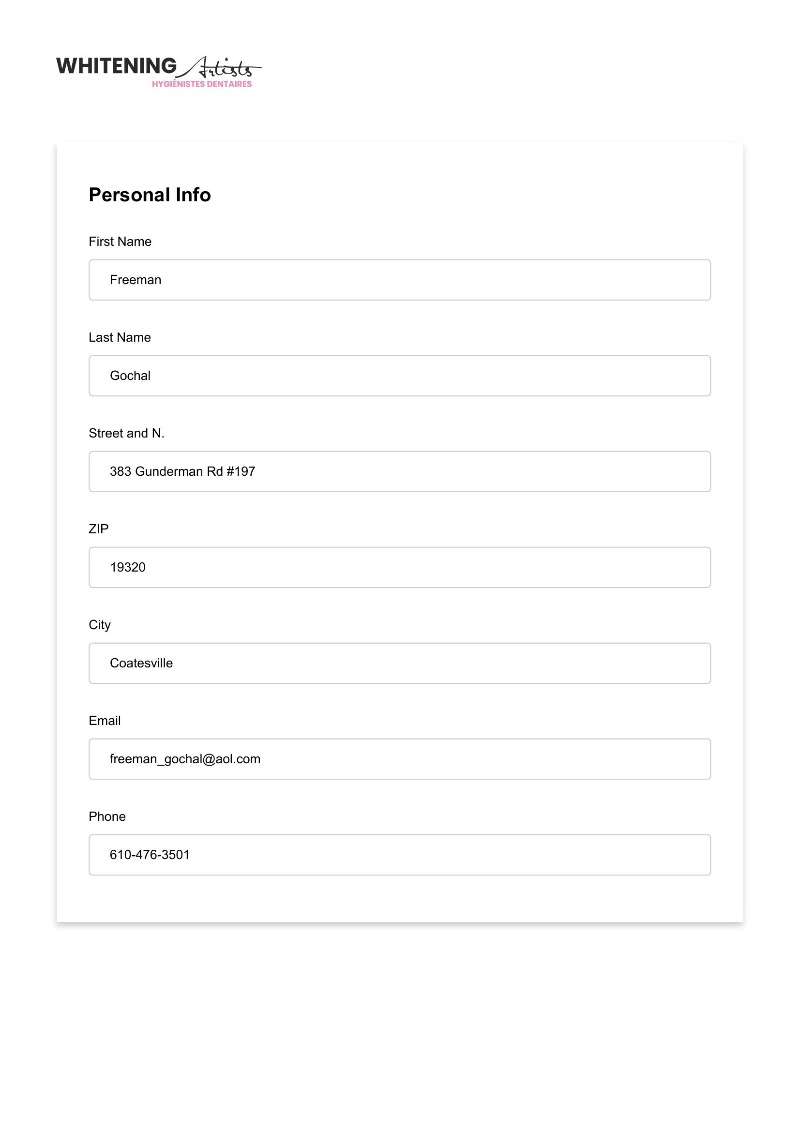 WHITENING Artists
HYGIÉNISTES DENTAIRES
Personal Info
First Name
Freeman
Last Name
Gochal
Street and N.
383 Gunderman Rd #197
ZIP
19320
City
Coatesville
Email
freeman_gochal@aol.com
Phone
610-476-3501